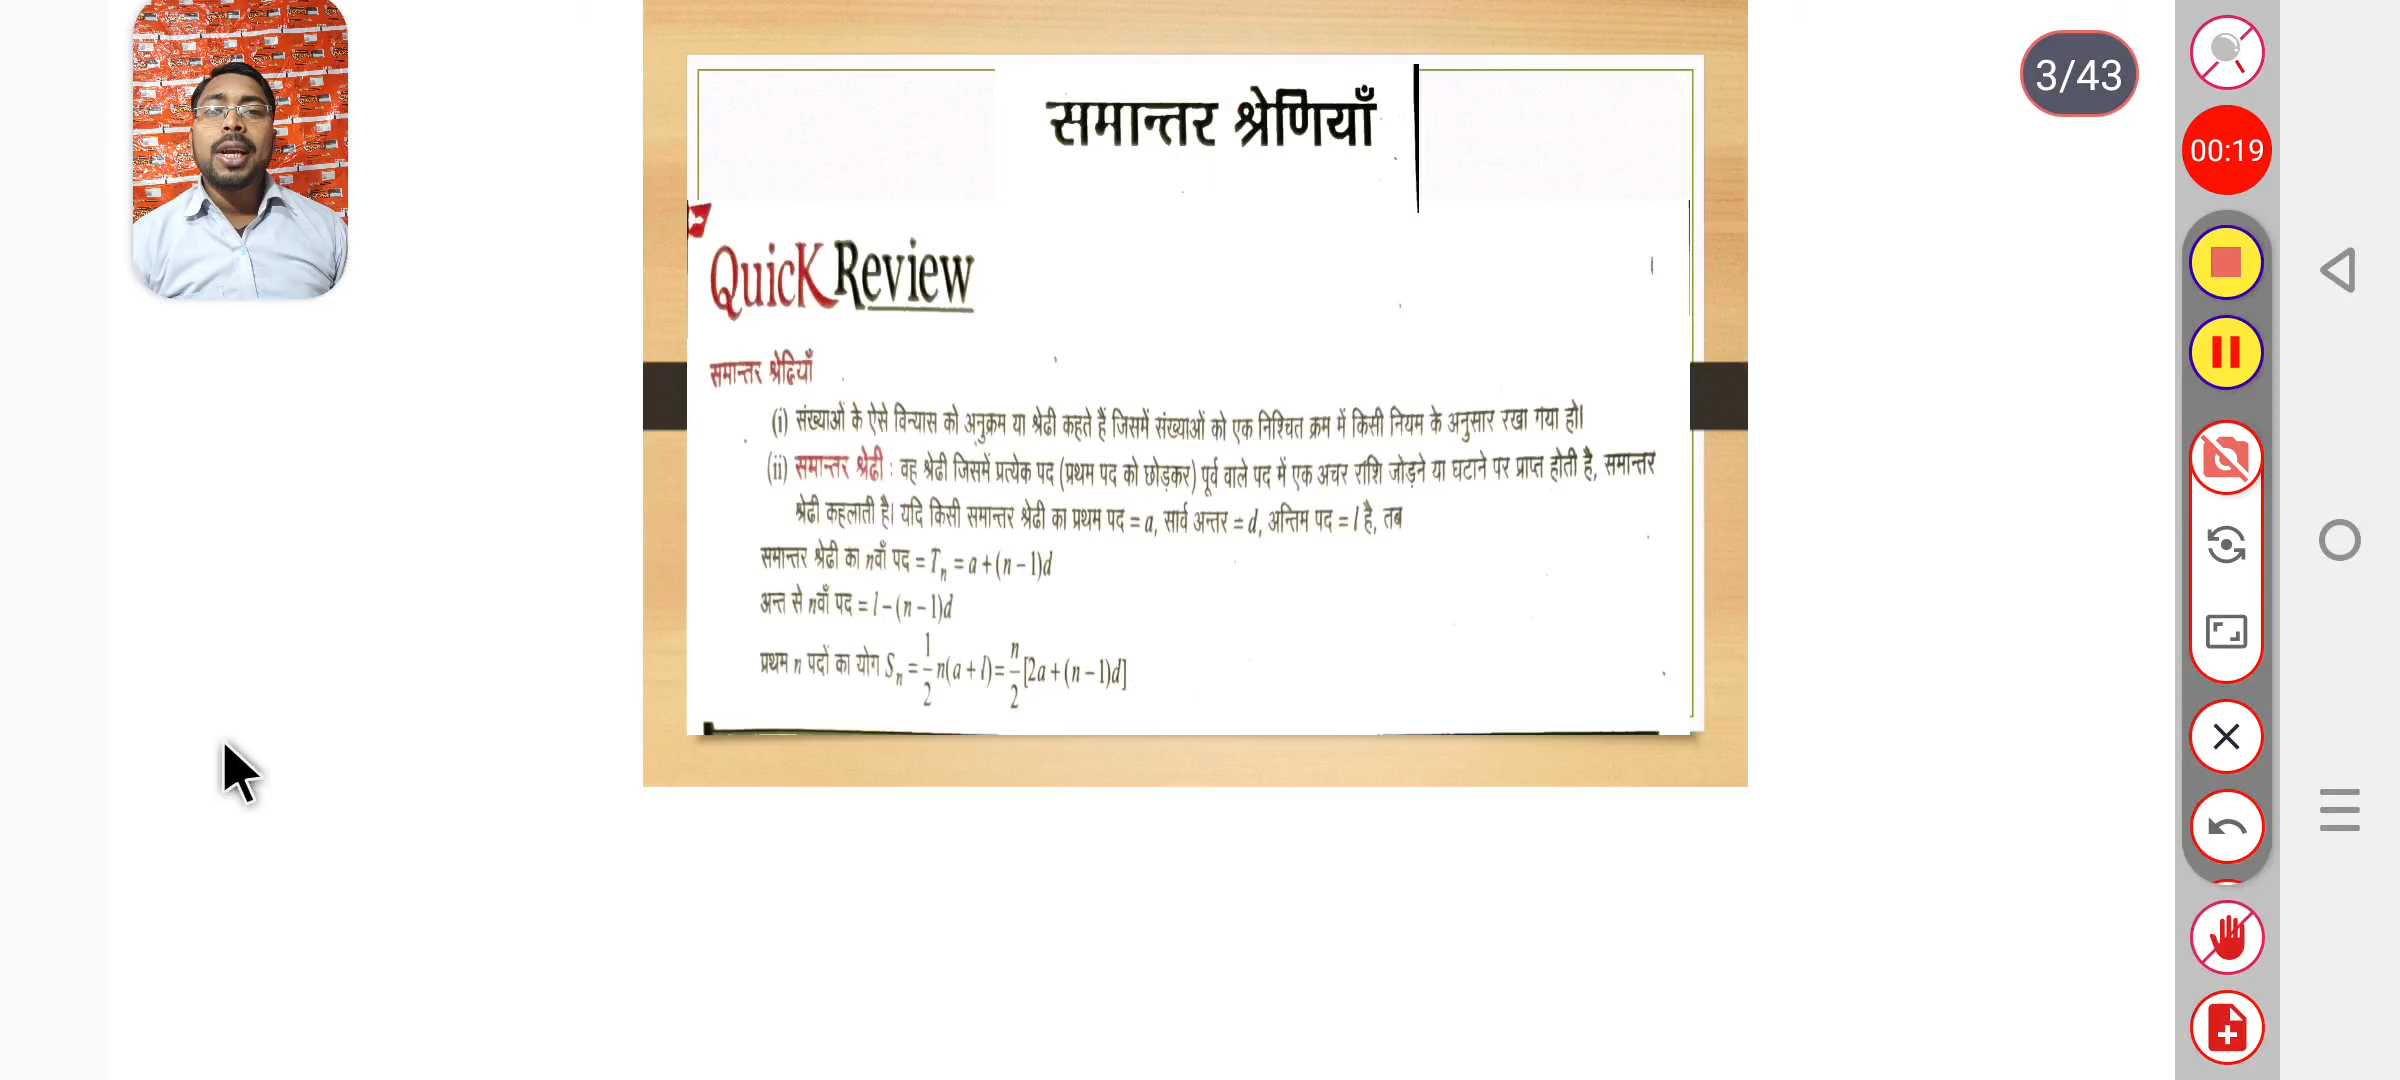 3/43
00:19
समान्तर श्रेणियाँ
QuicK Review
समान्तर श्रेढियाँ
(i) संख्याओं के ऐसे विन्यास को अनुक्रम या श्रेढी कहते हैं जिसमें संख्याओं को एक निश्चित क्रम में किसी नियम के अनुसार रखा गया हो।
(ii) समान्तर श्रेढी : वह श्रेढी जिसमें प्रत्येक पद (प्रथम पद को छोड़कर) पूर्व वाले पद में एक अचर राशि जोड़ने या घटाने पर प्राप्त होती है, समान्तर
श्रेढी कहलाती है। यदि किसी समान्तर श्रेढी का प्रथम पद = a, सार्व अन्तर = d, अन्तिम पद = l है, तब
समान्तर श्रेढी का nवाँ पद = Tₙ = a + (n − 1)d
अन्त से nवाँ पद = l − (n − 1)d
प्रथम n पदों का योग Sₙ = 1/2 n(a + l) = n/2 [2a + (n − 1)d]